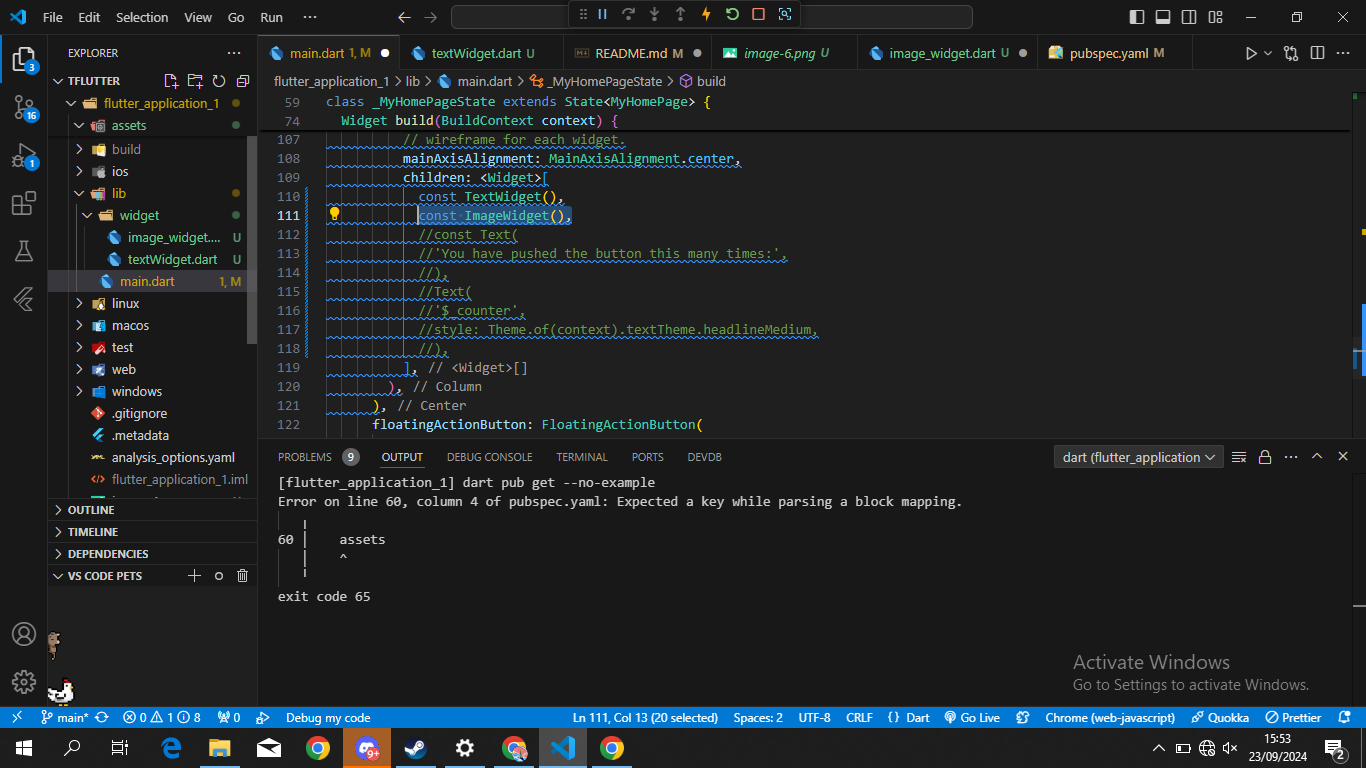 File Edit Selection View Go Run ···
EXPLORER ···
main.dart 1, M
textWidget.dart U
README.md M
image-6.png U
image_widget.dart U
pubspec.yaml M
TFLUTTER
flutter_application_1
assets
build
ios
lib
widget
image_widget.... U
textWidget.dart U
main.dart 1, M
linux
macos
test
web
windows
.gitignore
.metadata
analysis_options.yaml
flutter_application_1.iml
OUTLINE
TIMELINE
DEPENDENCIES
VS CODE PETS
flutter_application_1 > lib > main.dart > _MyHomePageState > build
59 class _MyHomePageState extends State<MyHomePage> {
74 Widget build(BuildContext context) {
107 // wireframe for each widget.
108 mainAxisAlignment: MainAxisAlignment.center,
109 children: <Widget>[
110 const TextWidget(),
111 const ImageWidget(),
112 //const Text(
113 //'You have pushed the button this many times:',
114 //),
115 //Text(
116 //'$_counter',
117 //style: Theme.of(context).textTheme.headlineMedium,
118 //),
119 ], // <Widget>[]
120 ), // Column
121 ), // Center
122 floatingActionButton: FloatingActionButton(
PROBLEMS 9 OUTPUT DEBUG CONSOLE TERMINAL PORTS DEVDB
dart (flutter_application
[flutter_application_1] dart pub get --no-example
Error on line 60, column 4 of pubspec.yaml: Expected a key while parsing a block mapping.
60 | assets
^
exit code 65
Activate Windows
Go to Settings to activate Windows.
3
16
1
main* 0 1 8 0 Debug my code Ln 111, Col 13 (20 selected) Spaces: 2 UTF-8 CRLF {} Dart Go Live Chrome (web-javascript) Quokka Prettier
9+
15:53
23/09/2024
2